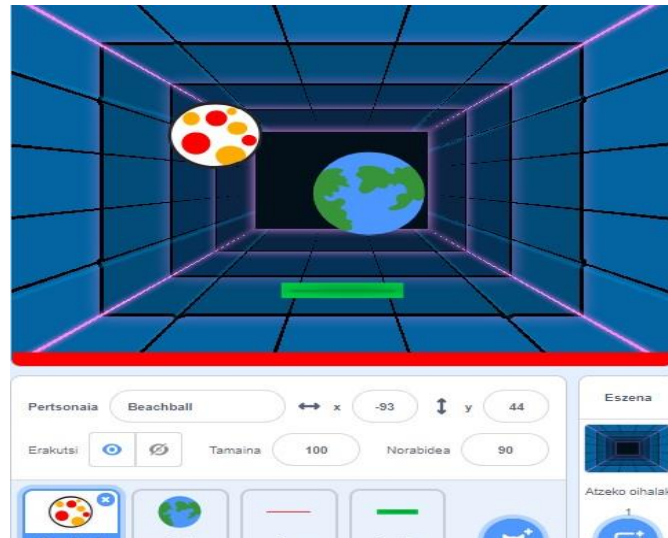 Pertsonaia Beachball x -93 y 44
Erakutsi Tamaina 100 Norabidea 90
Eszena
Atzeko oihalak
1